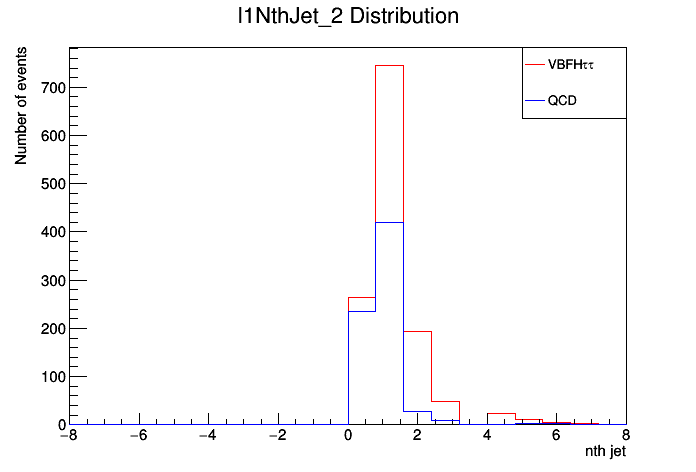 l1NthJet_2 Distribution
Number of events
700
600
500
400
300
200
100
0
−8 −6 −4 −2 0 2 4 6 8
nth jet
VBFHττ
QCD